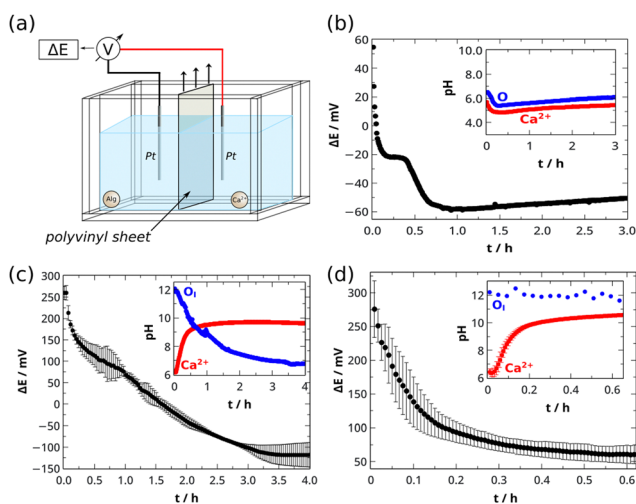 (a)
ΔE
V
Pt
Pt
Alg
Ca²⁺
polyvinyl sheet
(b)
60
40
20
0
−20
−40
−60
ΔE / mV
0.0 0.5 1.0 1.5 2.0 2.5 3.0
t / h
10.0
8.0
6.0
4.0
pH
O
Ca²⁺
0 1 2 3
t / h
(c)
300
250
200
150
100
50
0
−50
−100
−150
ΔE / mV
0.0 0.5 1.0 1.5 2.0 2.5 3.0 3.5 4.0
t / h
12
10
8
6
pH
O_I
Ca²⁺
0 1 2 3 4
t / h
(d)
300
250
200
150
100
50
ΔE / mV
0 0.1 0.2 0.3 0.4 0.5 0.6
t / h
12
10
8
6
pH
O_I
Ca²⁺
0 0.2 0.4 0.6
t / h